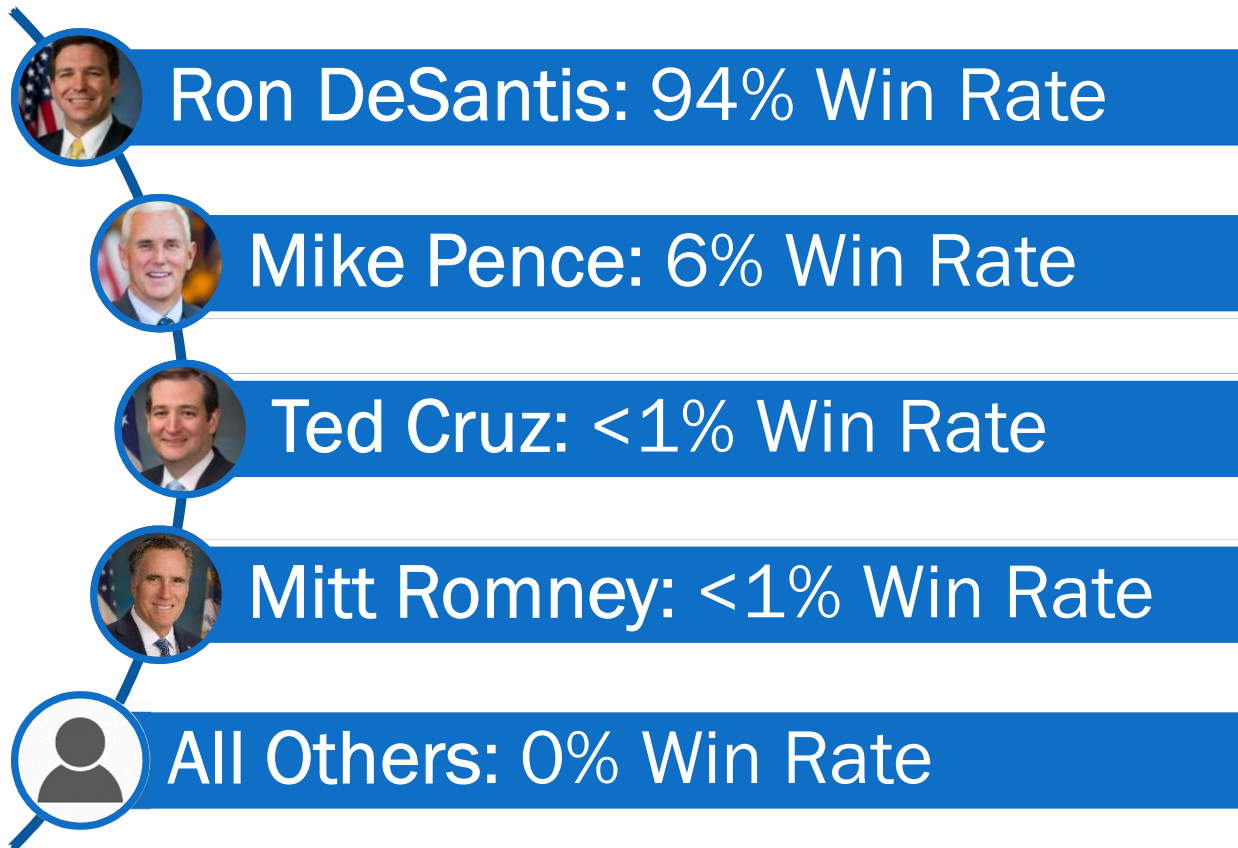 Ron DeSantis: 94% Win Rate
Mike Pence: 6% Win Rate
Ted Cruz: <1% Win Rate
Mitt Romney: <1% Win Rate
All Others: 0% Win Rate